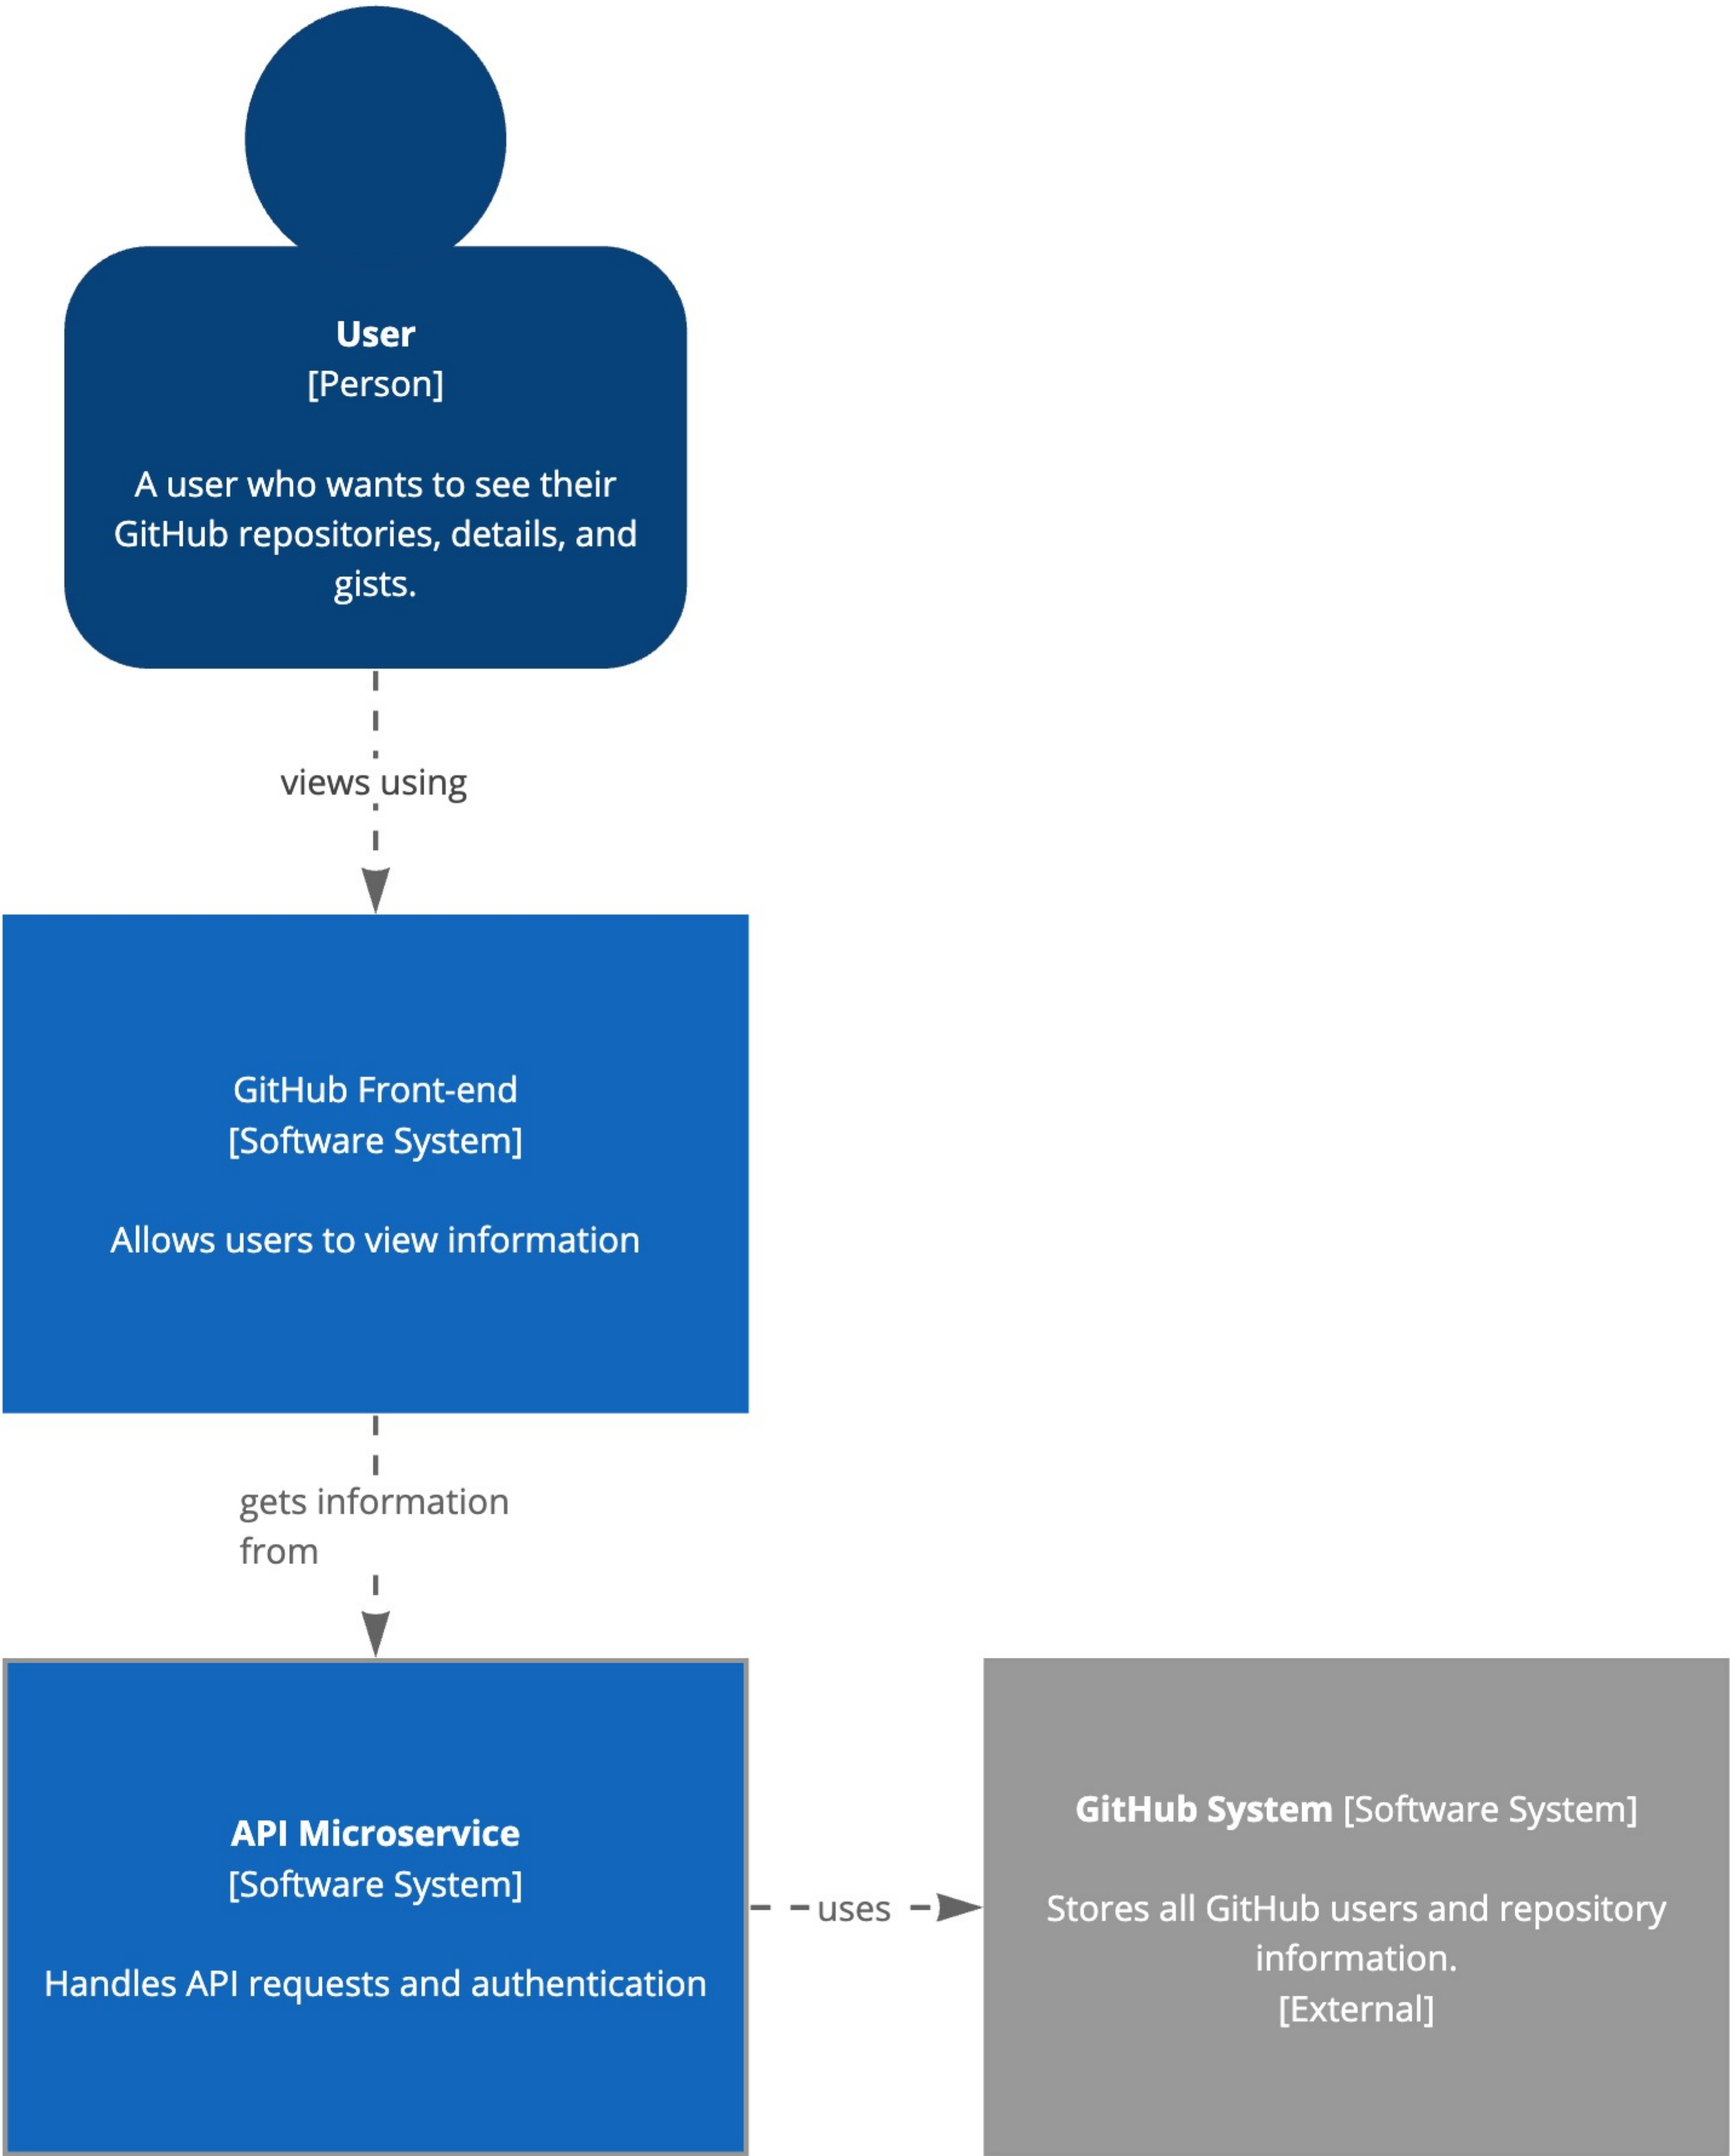 User
[Person]
A user who wants to see their
GitHub repositories, details, and
gists.
views using
GitHub Front-end
[Software System]
Allows users to view information
gets information
from
API Microservice
[Software System]
Handles API requests and authentication
uses
GitHub System [Software System]
Stores all GitHub users and repository
information.
[External]